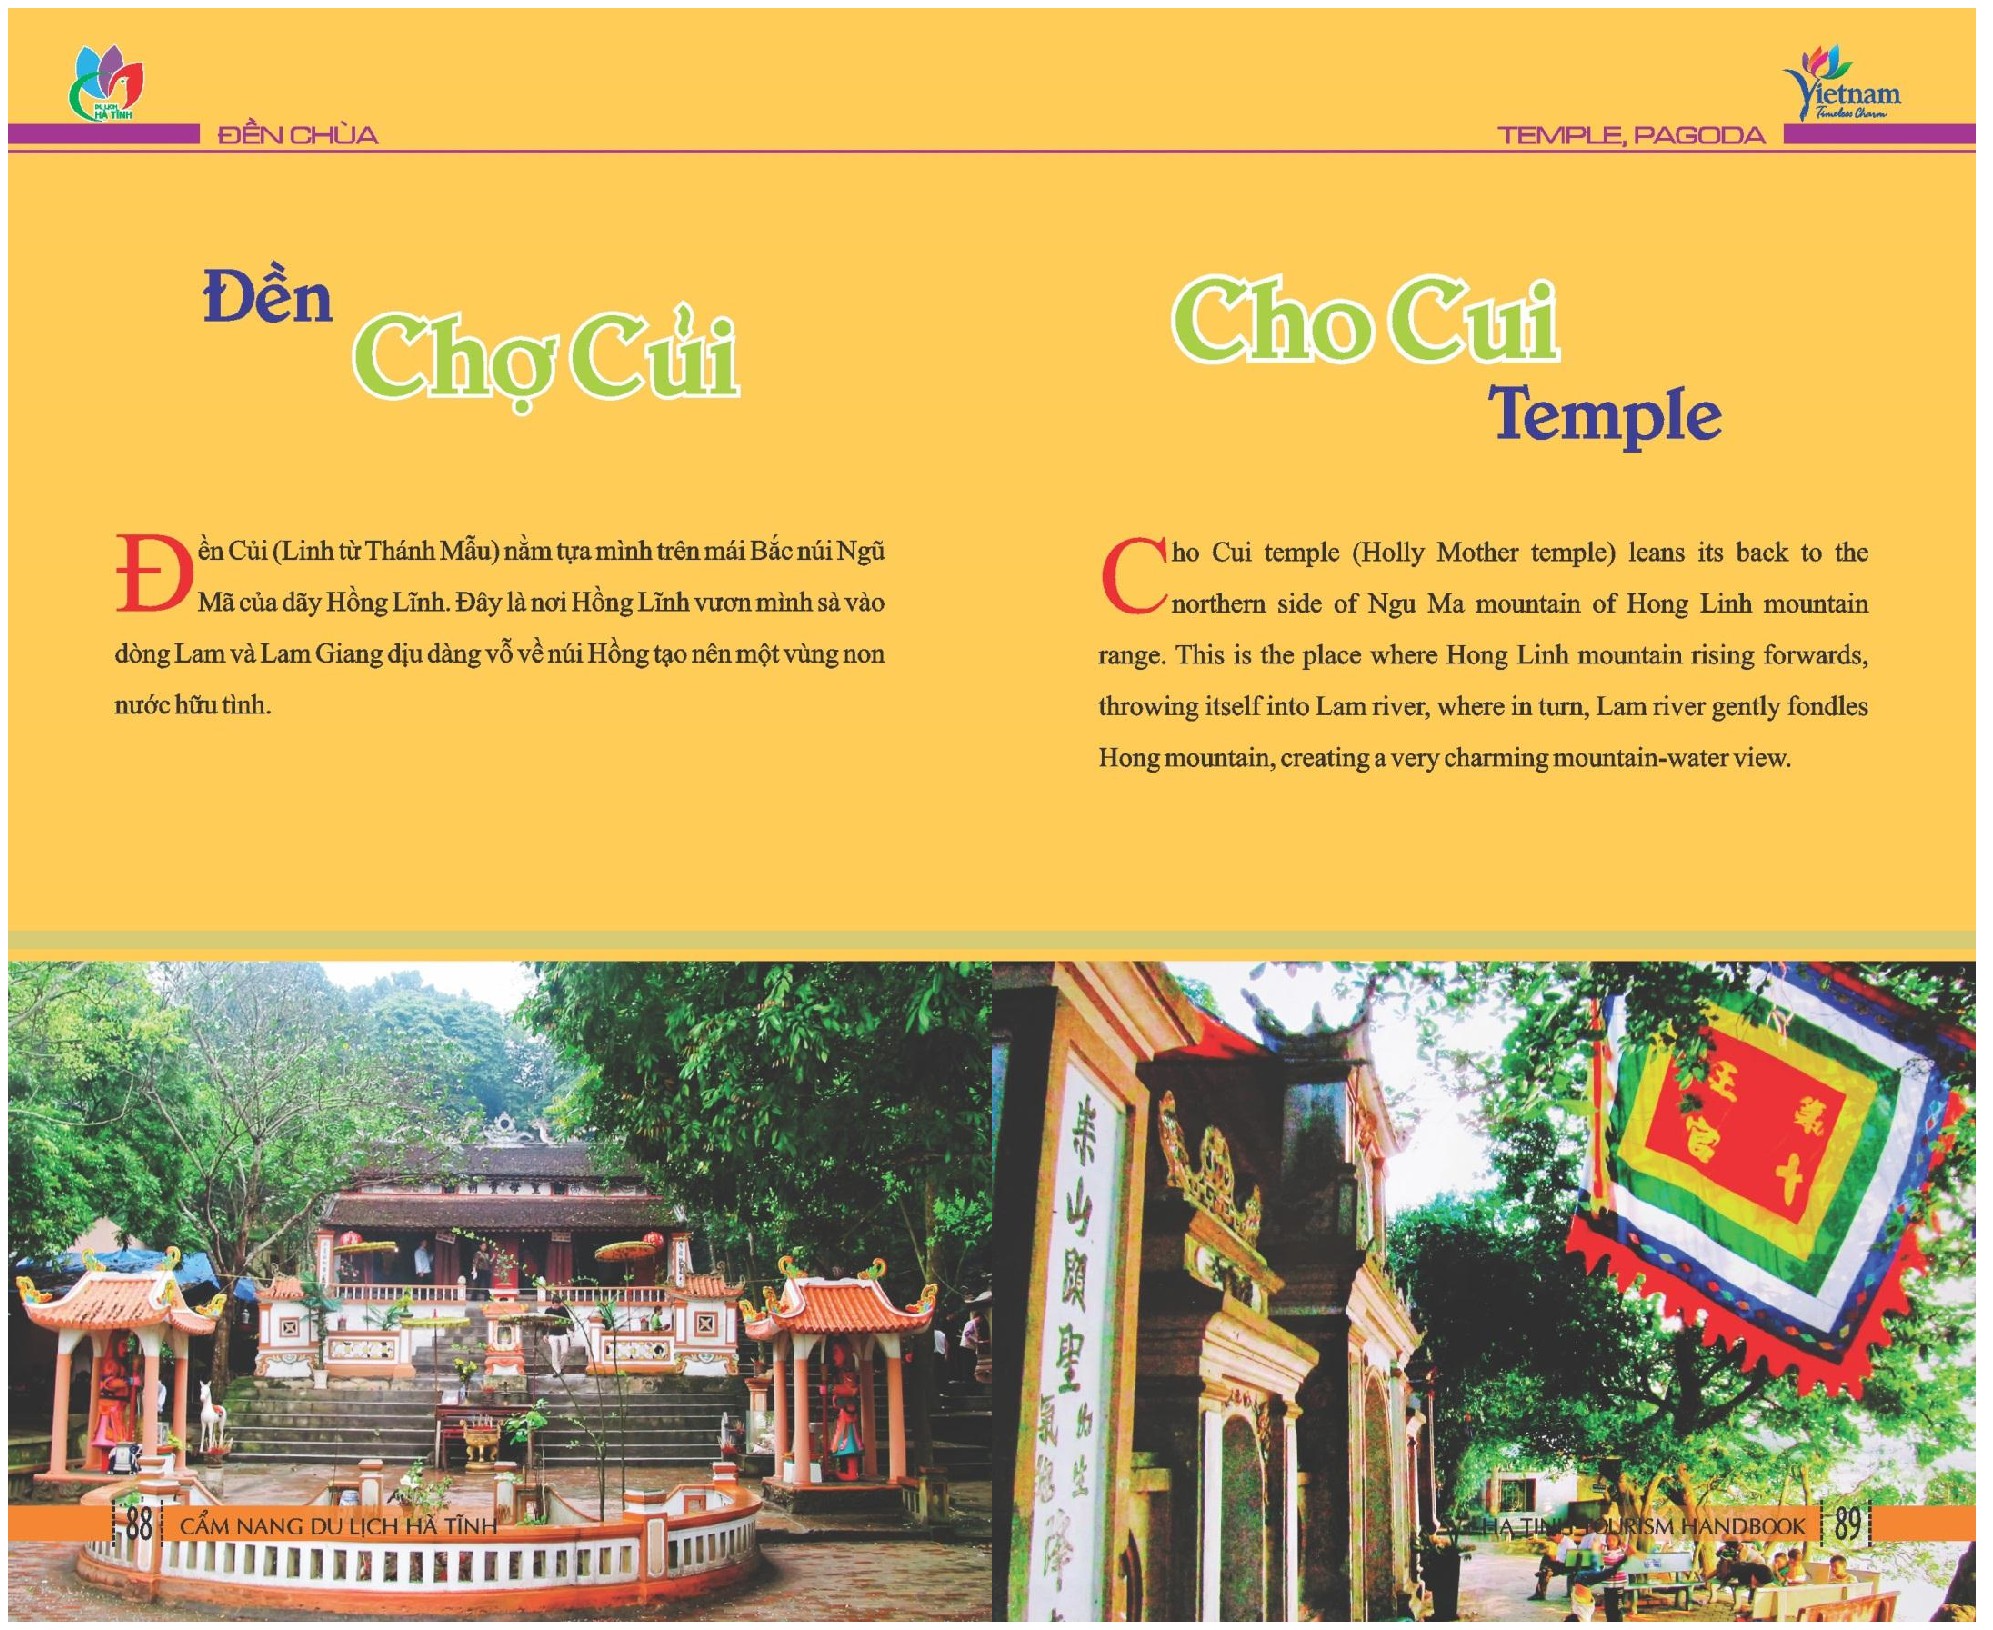 DU LỊCH
HÀ TĨNH
ĐỀN CHÙA
Đền
Chợ Củi
Đền Củi (Linh từ Thánh Mẫu) nằm tựa mình trên mái Bắc núi Ngũ
Mã của dãy Hồng Lĩnh. Đây là nơi Hồng Lĩnh vươn mình sà vào
dòng Lam và Lam Giang dịu dàng vỗ về núi Hồng tạo nên một vùng non
nước hữu tình.
88 CẨM NANG DU LỊCH HÀ TĨNH
Vietnam
Timeless Charm
TEMPLE, PAGODA
Cho Cui
Temple
Cho Cui temple (Holly Mother temple) leans its back to the
northern side of Ngu Ma mountain of Hong Linh mountain
range. This is the place where Hong Linh mountain rising forwards,
throwing itself into Lam river, where in turn, Lam river gently fondles
Hong mountain, creating a very charming mountain-water view.
山顯聖
HA TINH TOURISM HANDBOOK 89